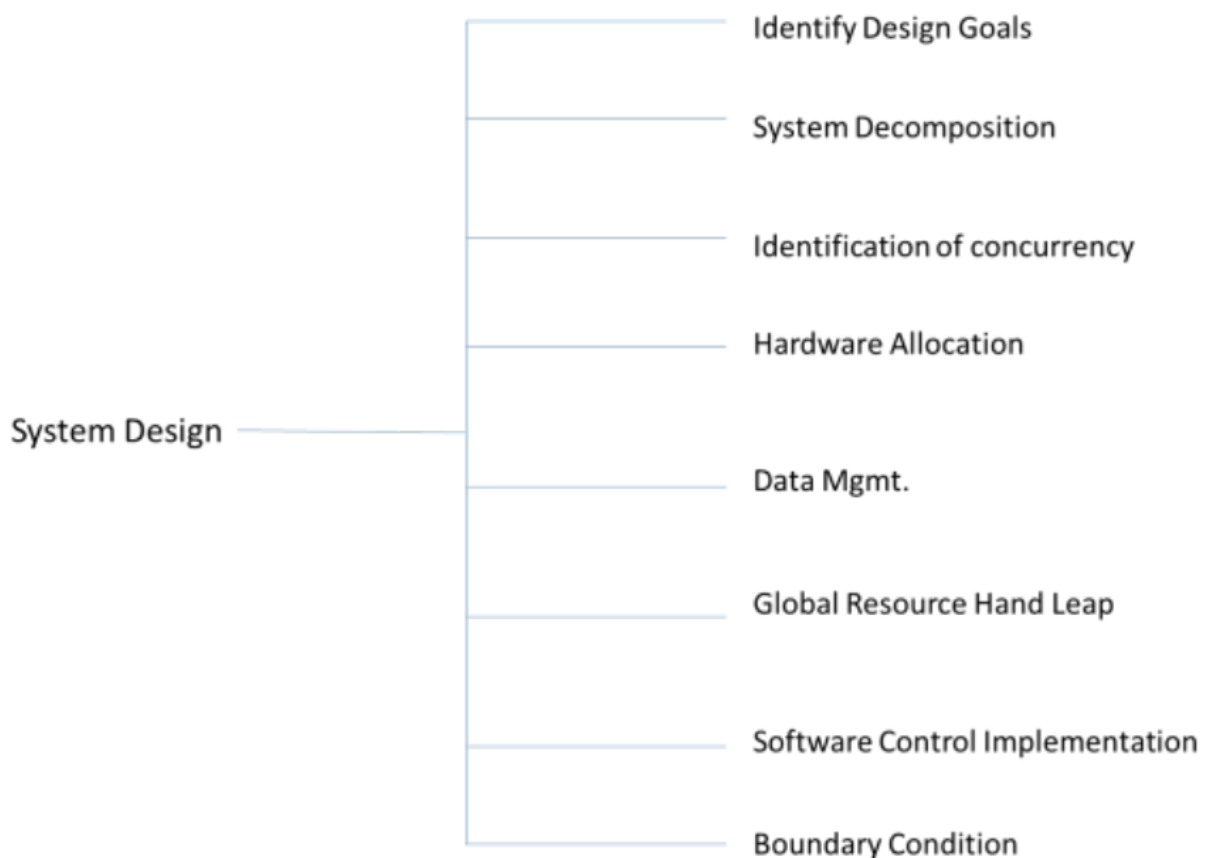 Identify Design Goals
System Decomposition
Identification of concurrency
Hardware Allocation
System Design
Data Mgmt.
Global Resource Hand Leap
Software Control Implementation
Boundary Condition